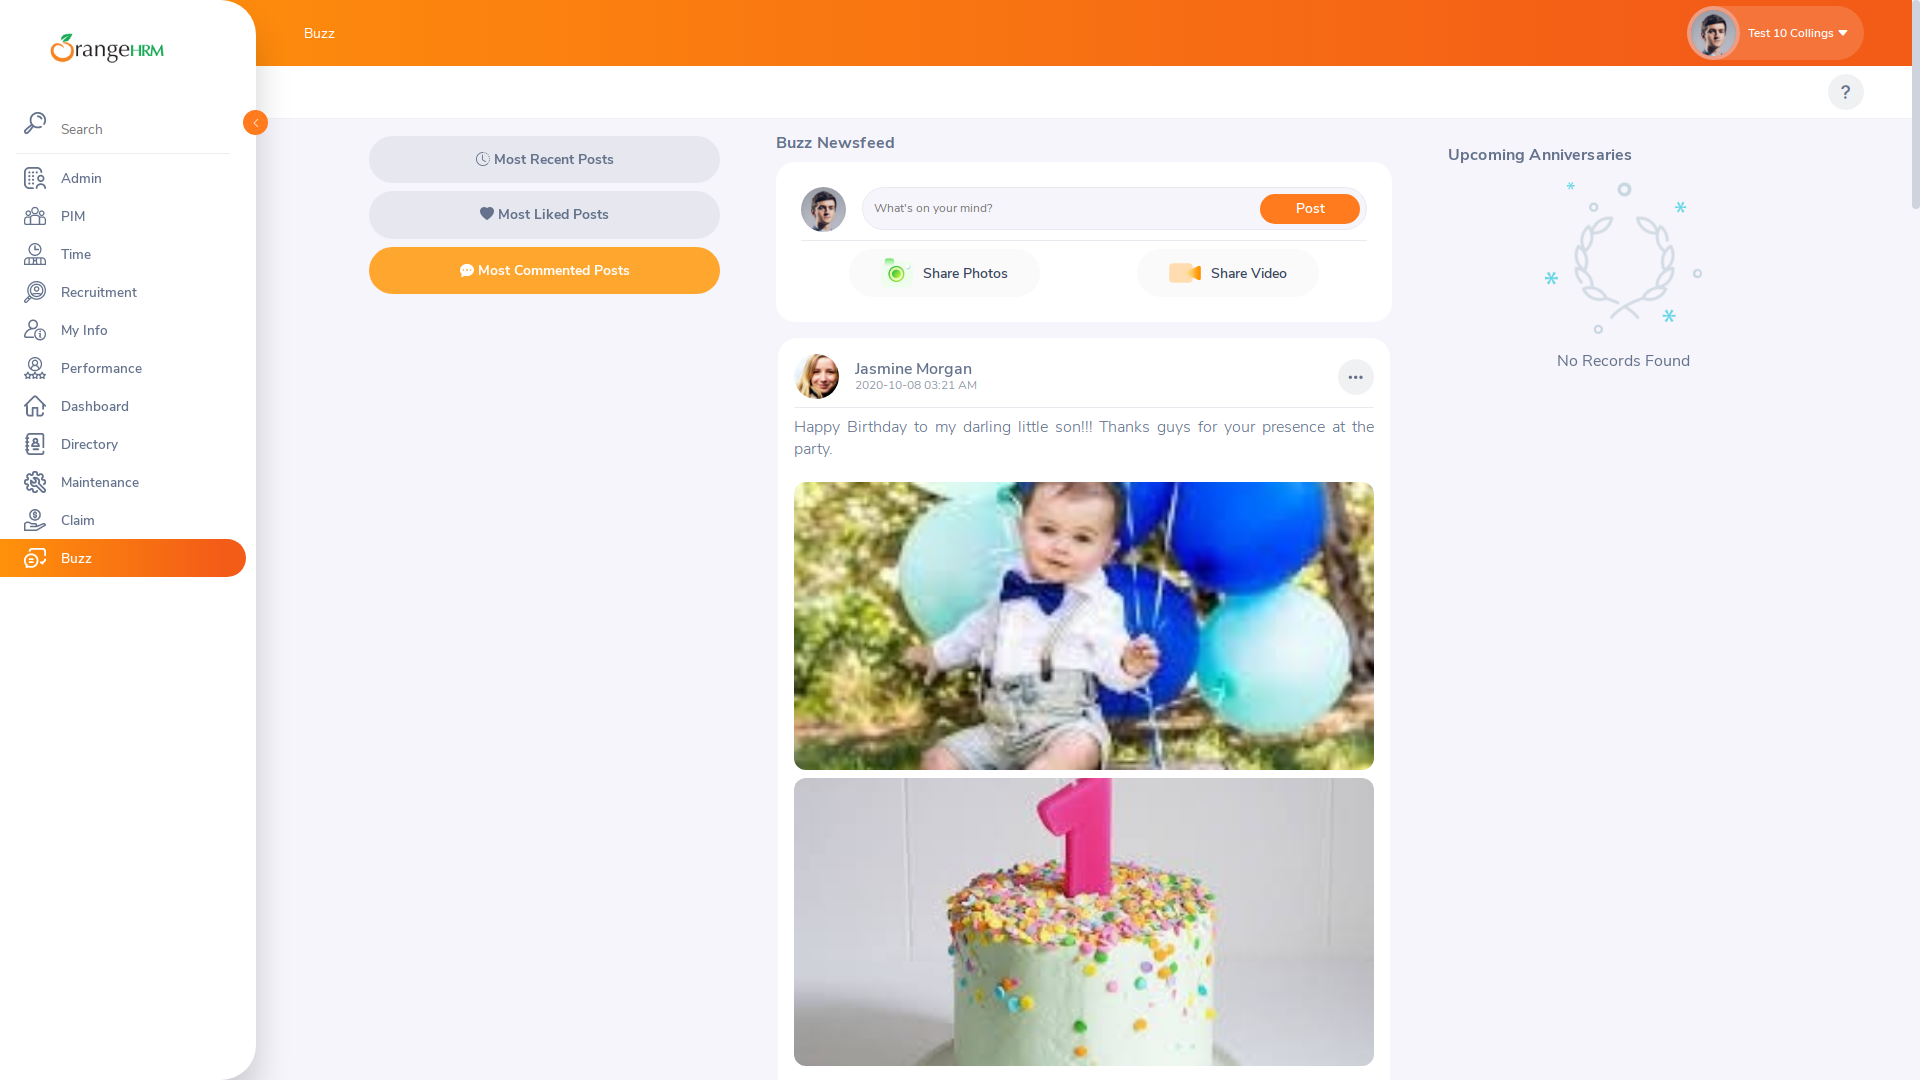 OrangeHRM
Search
Admin
PIM
Time
Recruitment
My Info
Performance
Dashboard
Directory
Maintenance
Claim
Buzz
Buzz
Test 10 Collings
?
Most Recent Posts
Most Liked Posts
Most Commented Posts
Buzz Newsfeed
What's on your mind?
Post
Share Photos
Share Video
Jasmine Morgan
2020-10-08 03:21 AM
Happy Birthday to my darling little son!!! Thanks guys for your presence at the
party.
1
Upcoming Anniversaries
No Records Found